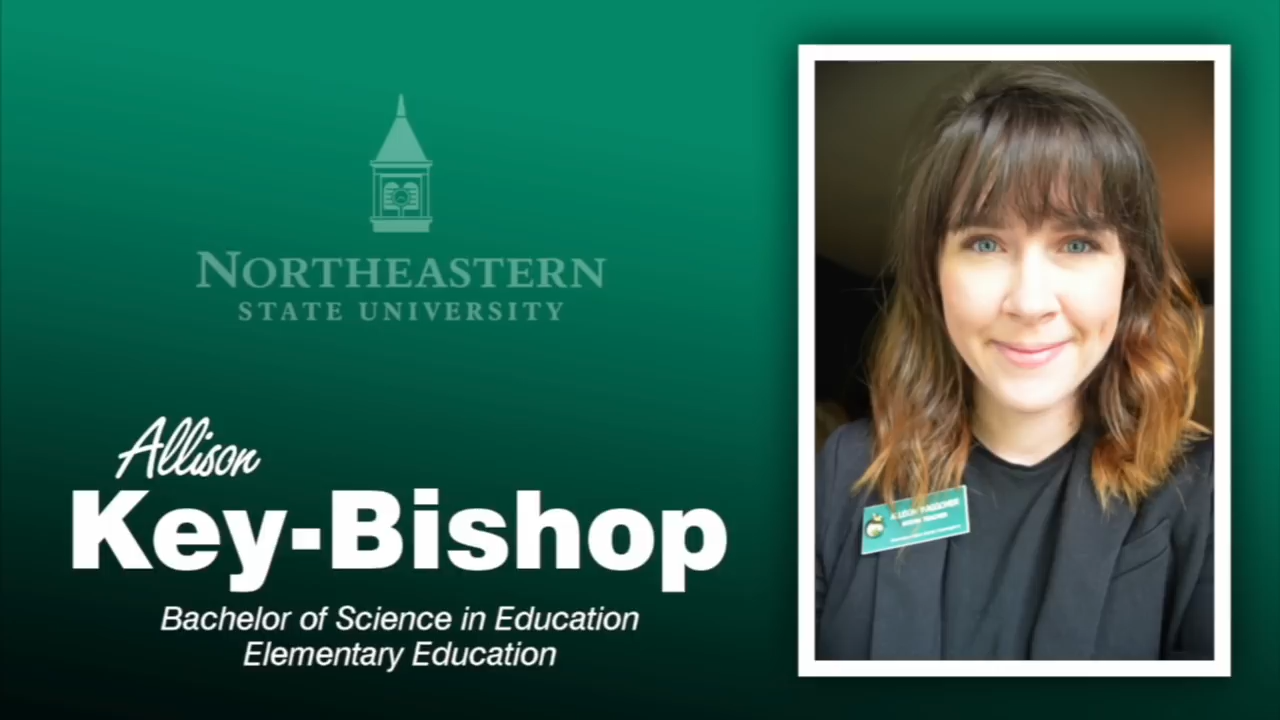 NORTHEASTERN
STATE UNIVERSITY
Allison
Key-Bishop
Bachelor of Science in Education
Elementary Education